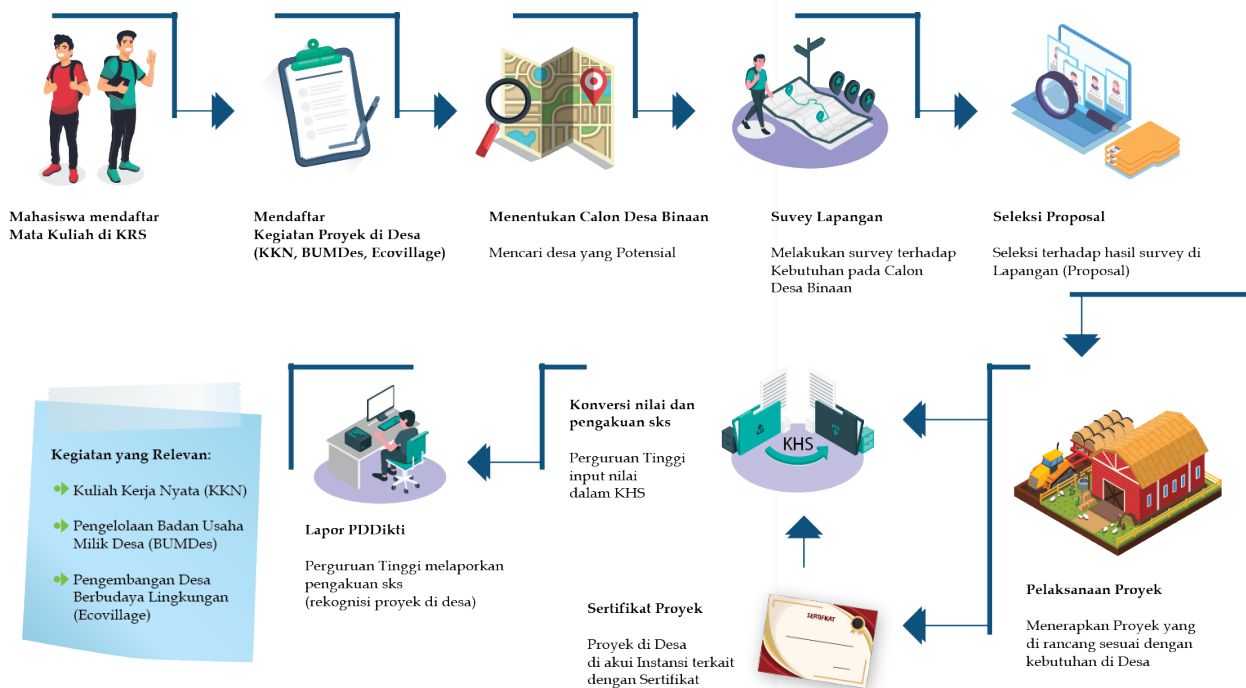 Mahasiswa mendaftar
Mata Kuliah di KRS
Mendaftar
Kegiatan Proyek di Desa
(KKN, BUMDes, Ecovillage)
Menentukan Calon Desa Binaan
Mencari desa yang Potensial
Suvey Lapangan
Melakukan survey terhadap
Kebutuhan pada Calon
Desa Binaan
Seleksi Proposal
Seleksi terhadap hasil survey di
Lapangan (Proposal)
Pelaksanaan Proyek
Menerapkan Proyek yang
di rancang sesuai dengan
kebutuhan di Desa
SERTIFIKAT
Sertifikat Proyek
Proyek di Desa
di akui Instansi terkait
dengan Sertifikat
KHS
Konversi nilai dan
pengakuan sks
Perguruan Tinggi
input nilai
dalam KHS
Lapor PDDikti
Perguruan Tinggi melaporkan
pengakuan sks
(rekognisi proyek di desa)
Kegiatan yang Relevan:
Kuliah Kerja Nyata (KKN)
Pengelolaan Badan Usaha
Milik Desa (BUMDes)
Pengembangan Desa
Berbudaya Lingkungan
(Ecovillage)